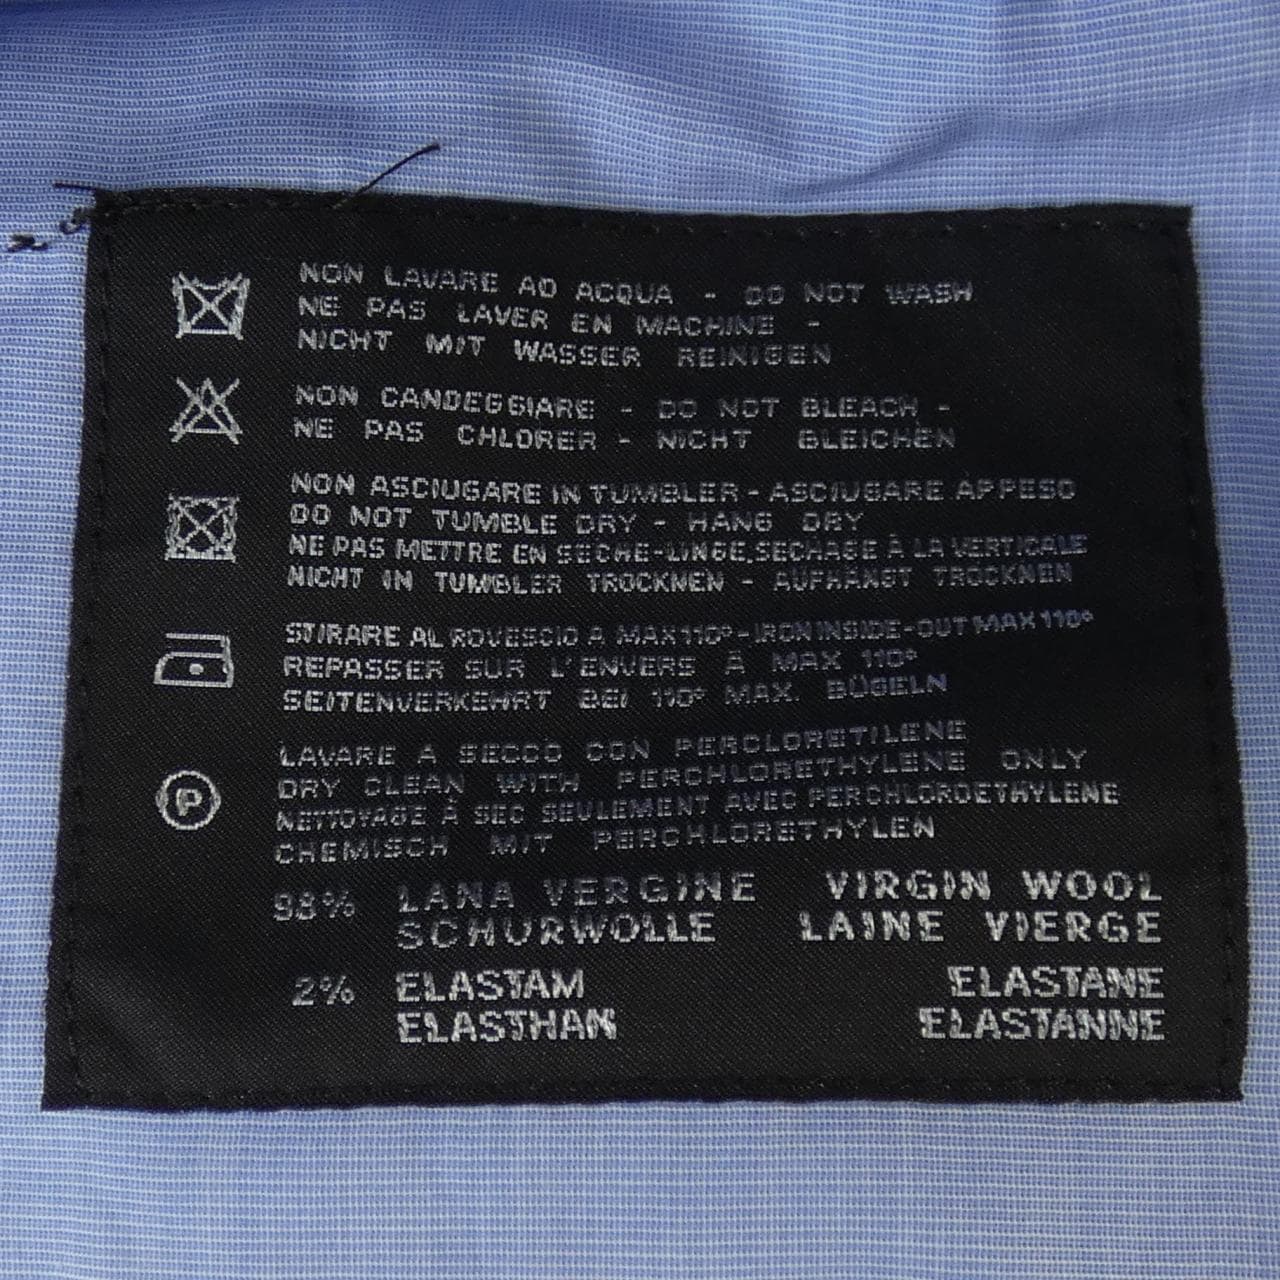 NON LAVARE AD ACQUA - DO NOT WASH
NE PAS LAVER EN MACHINE -
NICHT MIT WASSER REINIGEN
NON CANDEGGIARE - DO NOT BLEACH -
NE PAS CHLORER - NICHT BLEICHEN
NON ASCIUGARE IN TUMBLER - ASCIUGARE APPESO
DO NOT TUMBLE DRY - HANG DRY
NE PAS METTRE EN SECHE-LINGE, SECHAGE À LA VERTICALE
NICHT IN TUMBLER TROCKNEN - AUFHÄNGT TROCKNEN
STIRARE AL ROVESCIO A MAX 110° - IRON INSIDE-OUT MAX 110°
REPASSER SUR L'ENVERS À MAX 110°
SEITENVERKEHRT BEI 110° MAX. BÜGELN
LAVARE A SECCO CON PERCLORETILENE
P
DRY CLEAN WITH PERCHLORETHYLENE ONLY
NETTOYAGE À SEC SEULEMENT AVEC PERCHLOROETHYLENE
CHEMISCH MIT PERCHLORETHYLEN
98% LANA VERGINE VIRGIN WOOL
SCHURWOLLE LAINE VIERGE
2% ELASTAM ELASTANE
ELASTHAN ELASTANNE